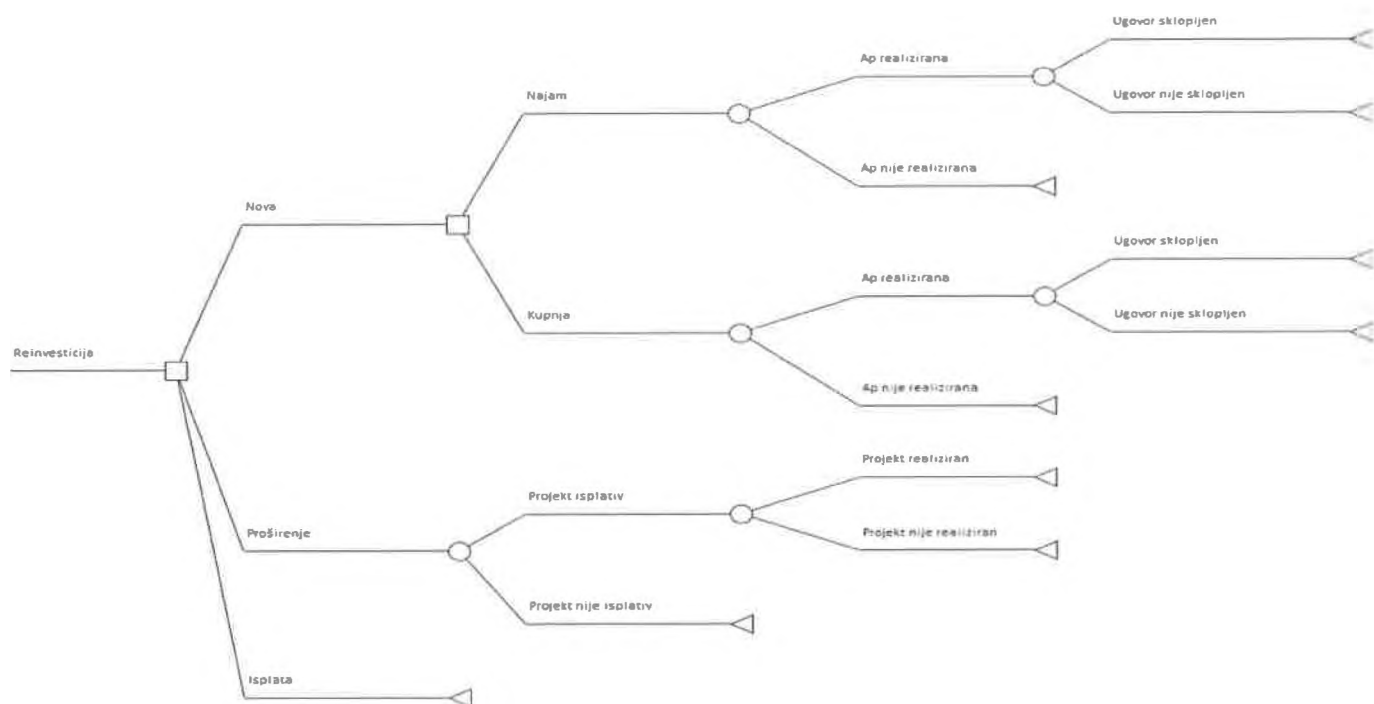 Ugovor sklopljen
Ap realizirana
Ugovor nije sklopljen
Najam
Ap nije realizirana
Nova
Ugovor sklopljen
Ap realizirana
Kupnja
Ugovor nije sklopljen
Reinvesticija
Ap nije realizirana
Projekt realiziran
Projekt isplativ
Proširenje
Projekt nije realiziran
Projekt nije isplativ
Isplata